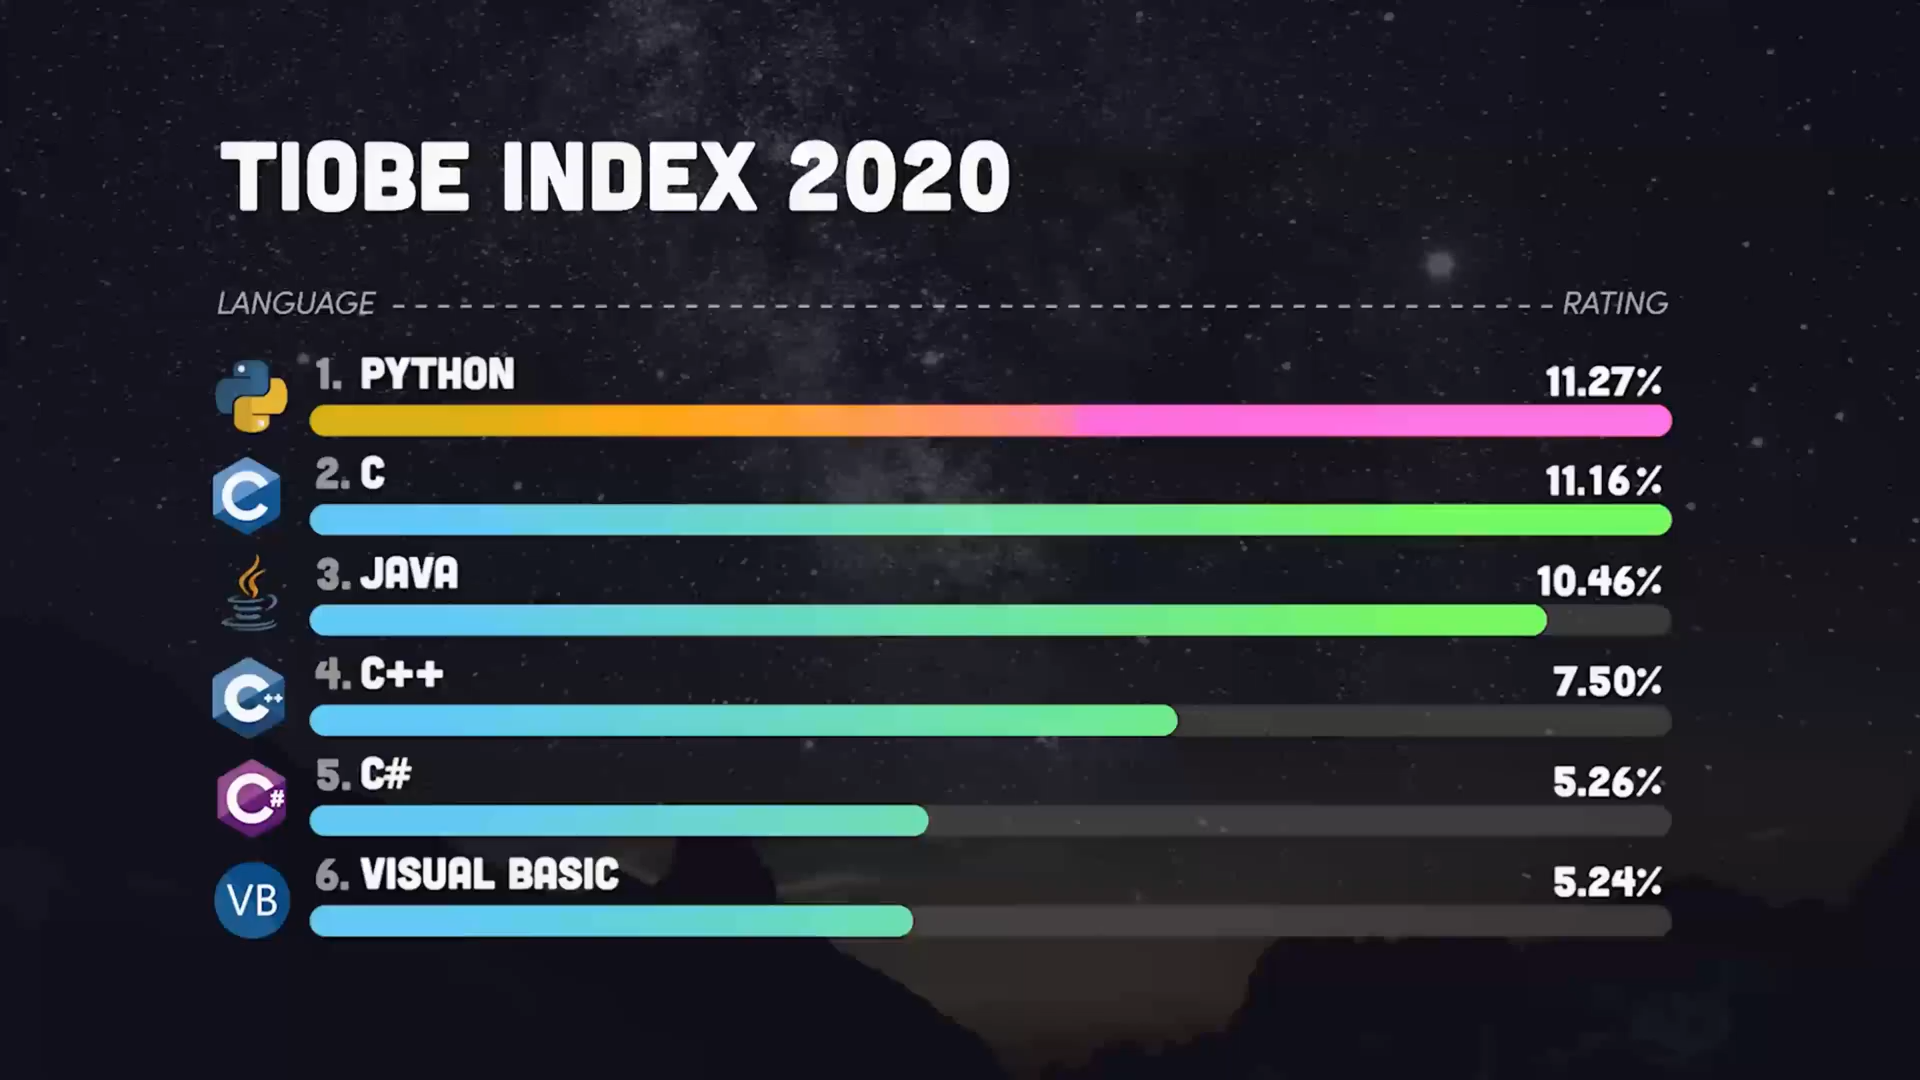 TIOBE INDEX 2020
LANGUAGE RATING
1. PYTHON 11.27%
C 2. C 11.16%
3. JAVA 10.46%
C++ 4. C++ 7.50%
C# 5. C# 5.26%
VB 6. VISUAL BASIC 5.24%